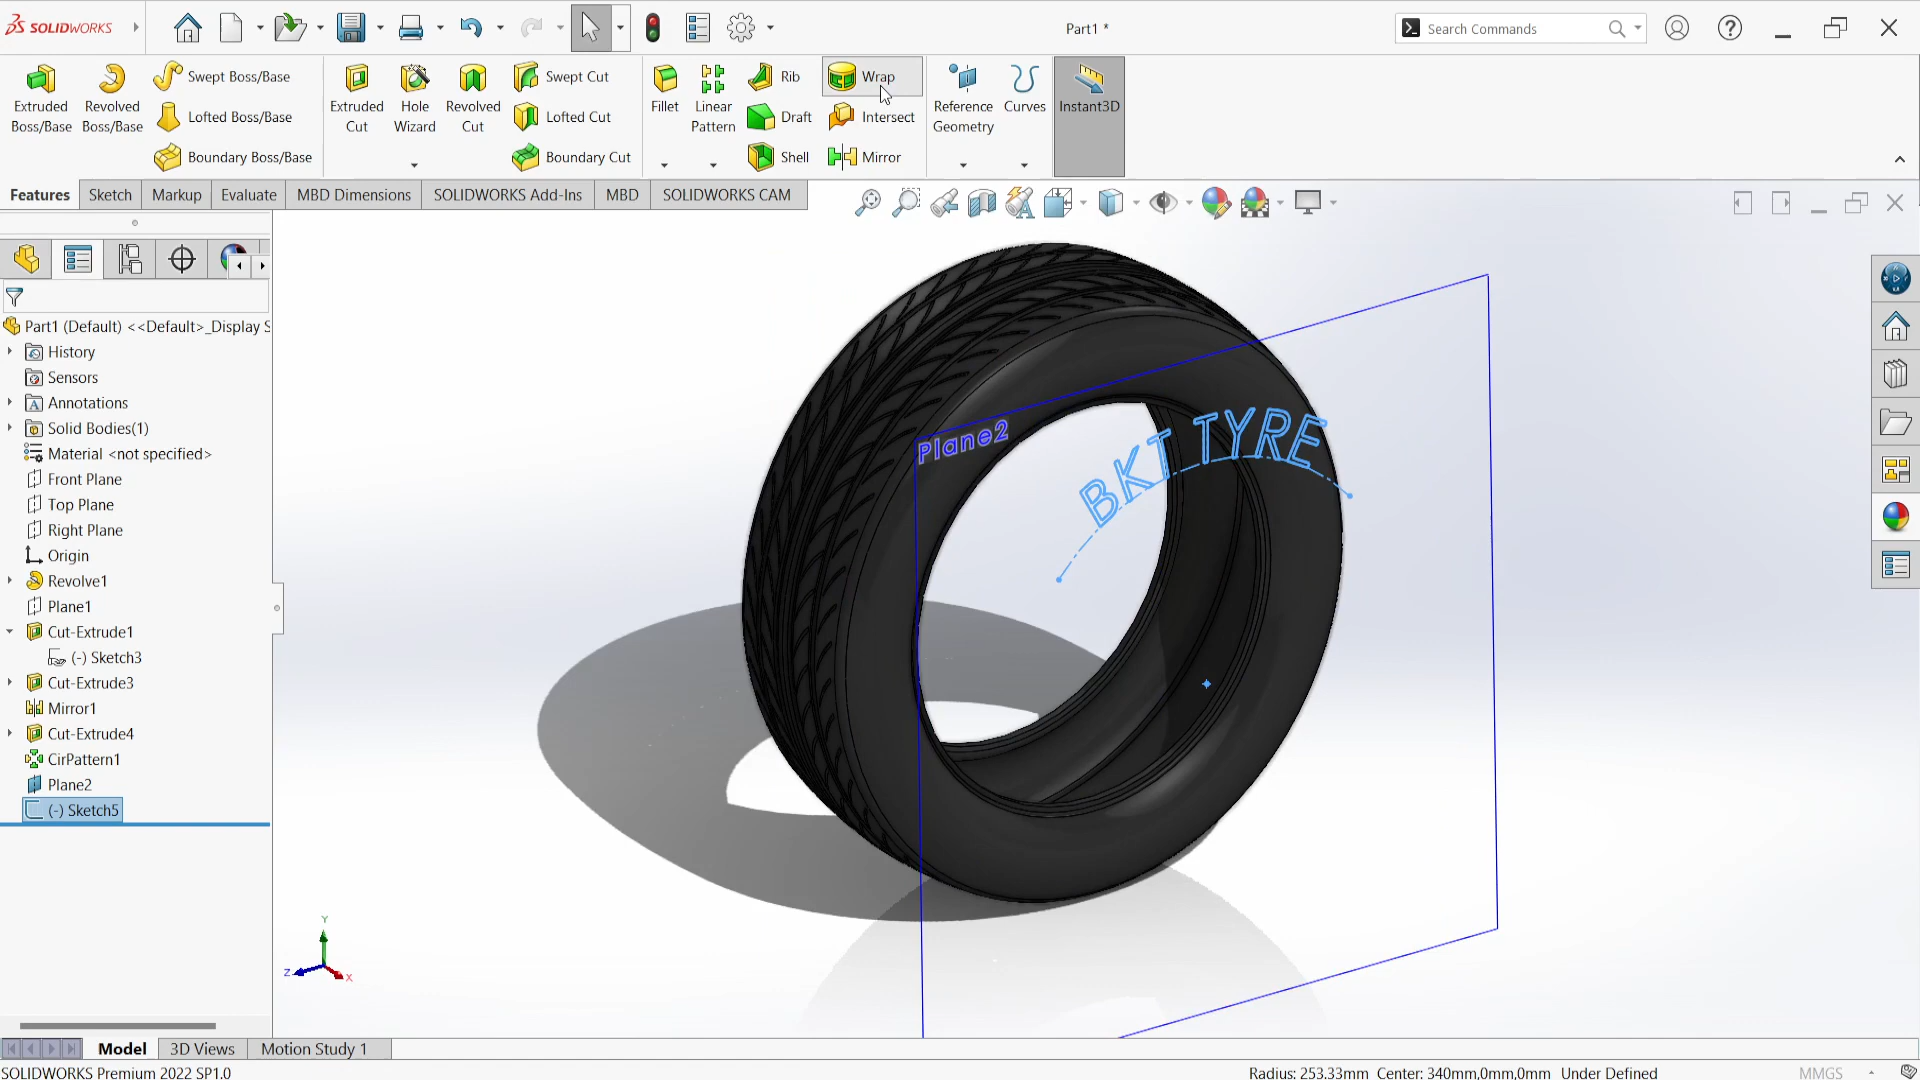 SOLIDWORKS
Part1 *
Search Commands
Extruded Boss/Base
Revolved Boss/Base
Swept Boss/Base
Lofted Boss/Base
Boundary Boss/Base
Extruded Cut
Hole Wizard
Revolved Cut
Swept Cut
Lofted Cut
Boundary Cut
Fillet
Linear Pattern
Rib
Draft
Shell
Wrap
Intersect
Mirror
Reference Geometry
Curves
Instant3D
Features
Sketch
Markup
Evaluate
MBD Dimensions
SOLIDWORKS Add-Ins
MBD
SOLIDWORKS CAM
Part1 (Default) <<Default>_Display S
History
Sensors
Annotations
Solid Bodies(1)
Material <not specified>
Front Plane
Top Plane
Right Plane
Origin
Revolve1
Plane1
Cut-Extrude1
(-) Sketch3
Cut-Extrude3
Mirror1
Cut-Extrude4
CirPattern1
Plane2
(-) Sketch5
Plane2
BKT TYRE
Y
Z
X
Model
3D Views
Motion Study 1
SOLIDWORKS Premium 2022 SP1.0
Radius: 253.33mm Center: 340mm,0mm,0mm Under Defined
MMGS